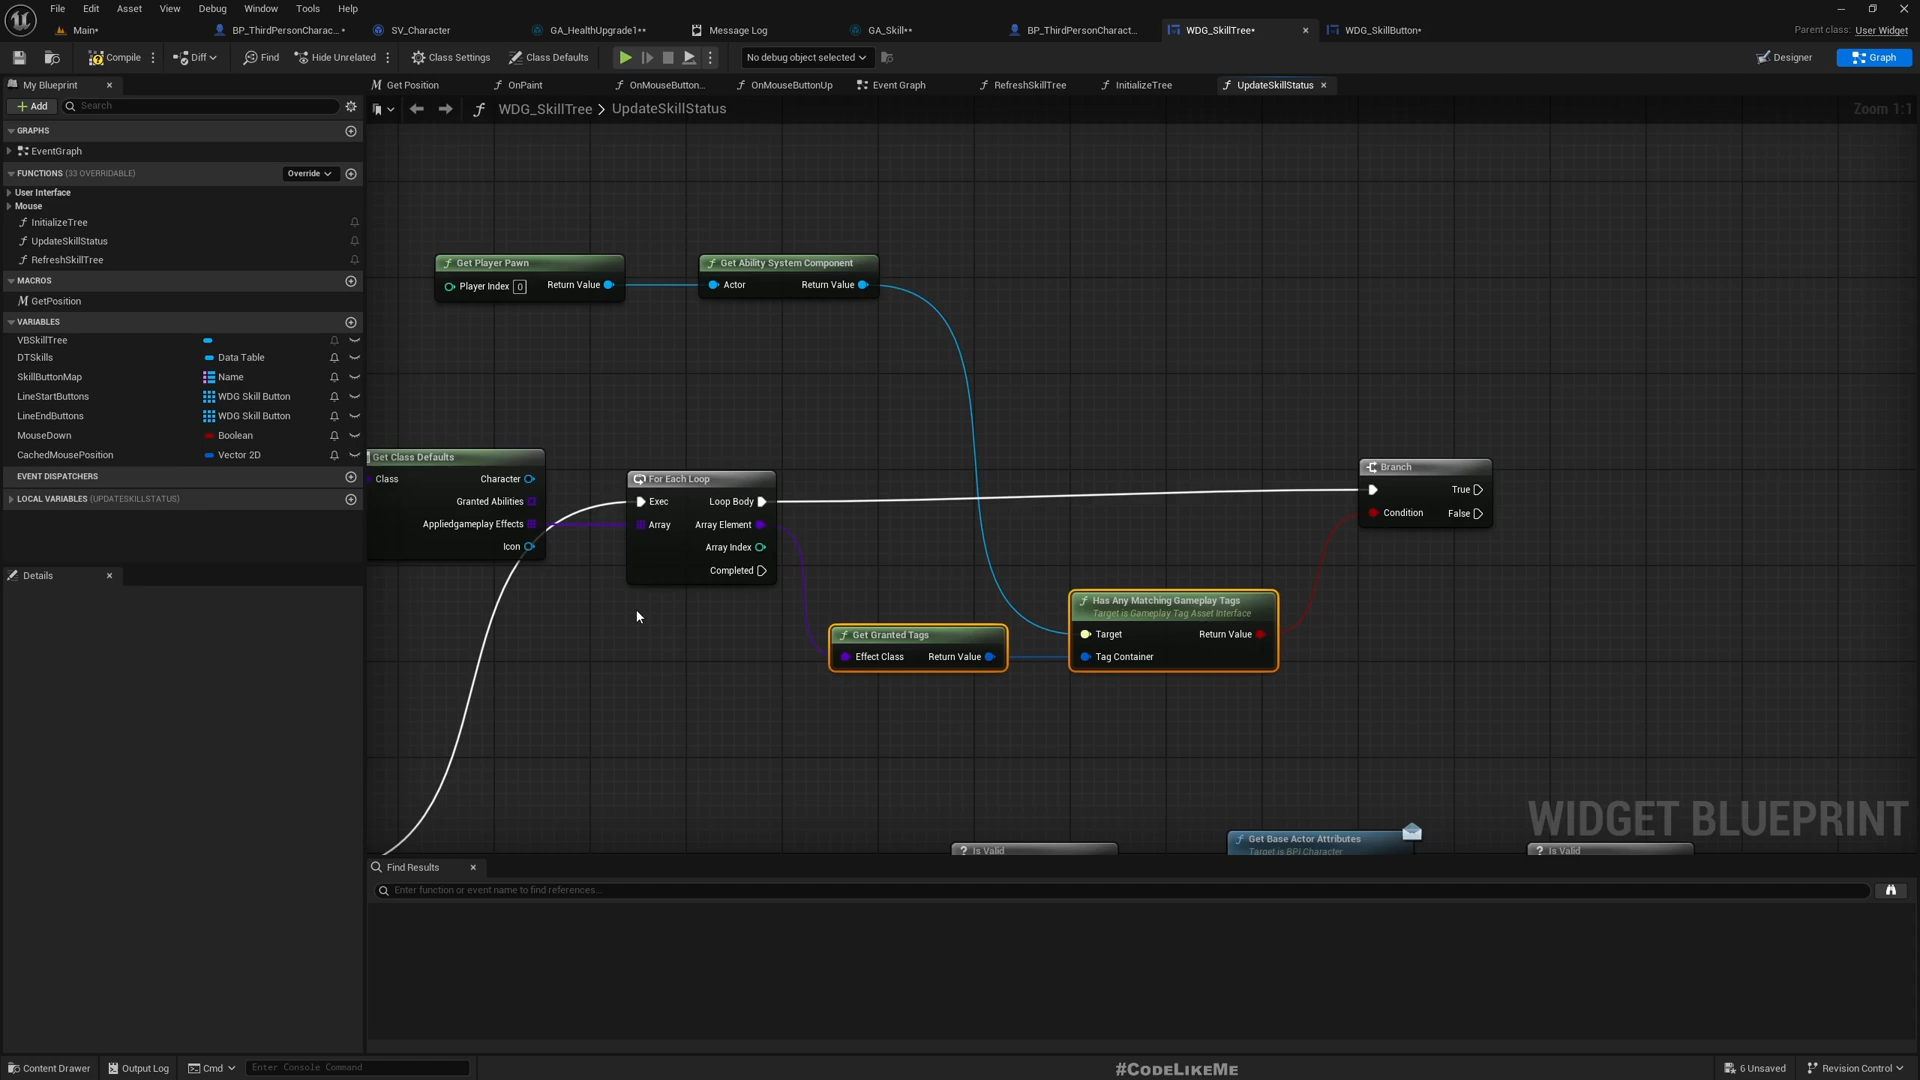 File Edit Asset View Window Debug Tools Help
Main*
BP_ThirdPersonCharac...*
SV_Character
GA_HealthUpgrade1**
Message Log
GA_Skill**
BP_ThirdPersonCharact...
WDG_SkillTree*
WDG_SkillButton*
Parent class: User Widget
Compile
Diff
Find
Hide Unrelated
Class Settings
Class Defaults
No debug object selected
Designer
Graph
My Blueprint
Get Position
OnPaint
OnMouseButton...
OnMouseButtonUp
Event Graph
RefreshSkillTree
InitializeTree
UpdateSkillStatus
Add
Search
WDG_SkillTree > UpdateSkillStatus
Zoom 1:1
GRAPHS
EventGraph
FUNCTIONS (33 OVERRIDABLE)
Override
User Interface
Mouse
InitializeTree
UpdateSkillStatus
RefreshSkillTree
MACROS
GetPosition
VARIABLES
VBSkillTree
DTSkills Data Table
SkillButtonMap Name
LineStartButtons WDG Skill Button
LineEndButtons WDG Skill Button
MouseDown Boolean
CachedMousePosition Vector 2D
EVENT DISPATCHERS
LOCAL VARIABLES (UPDATESKILLSTATUS)
Details
Get Player Pawn
Player Index 0 Return Value
Get Ability System Component
Actor Return Value
Get Class Defaults
Class Character
Granted Abilities
Appliedgameplay Effects
Icon
For Each Loop
Exec Loop Body
Array Array Element
Array Index
Completed
Branch
True
Condition False
Get Granted Tags
Effect Class Return Value
Has Any Matching Gameplay Tags
Target is Gameplay Tag Asset Interface
Target Return Value
Tag Container
WIDGET BLUEPRINT
? Is Valid
Get Base Actor Attributes
Target is BPI Character
? Is Valid
Find Results
Enter function or event name to find references...
Content Drawer
Output Log
Cmd
Enter Console Command
#CodeLikeMe
6 Unsaved
Revision Control